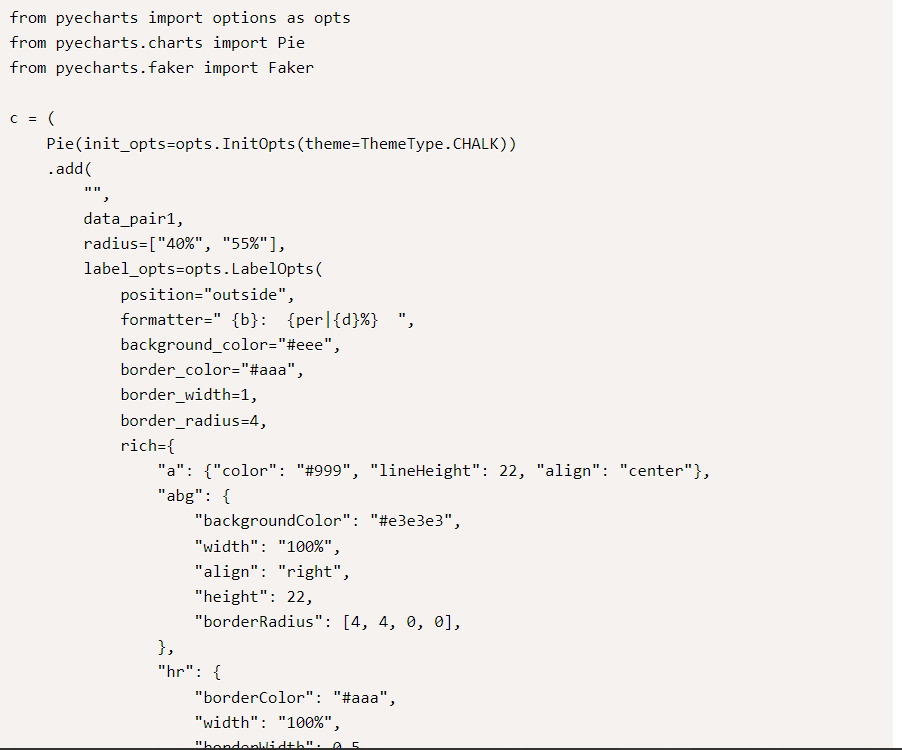 from pyecharts import options as opts
from pyecharts.charts import Pie
from pyecharts.faker import Faker

c = (
    Pie(init_opts=opts.InitOpts(theme=ThemeType.CHALK))
    .add(
        "",
        data_pair1,
        radius=["40%", "55%"],
        label_opts=opts.LabelOpts(
            position="outside",
            formatter=" {b}:  {per|{d}%}  ",
            background_color="#eee",
            border_color="#aaa",
            border_width=1,
            border_radius=4,
            rich={
                "a": {"color": "#999", "lineHeight": 22, "align": "center"},
                "abg": {
                    "backgroundColor": "#e3e3e3",
                    "width": "100%",
                    "align": "right",
                    "height": 22,
                    "borderRadius": [4, 4, 0, 0],
                },
                "hr": {
                    "borderColor": "#aaa",
                    "width": "100%",
                    "borderWidth": 0.5